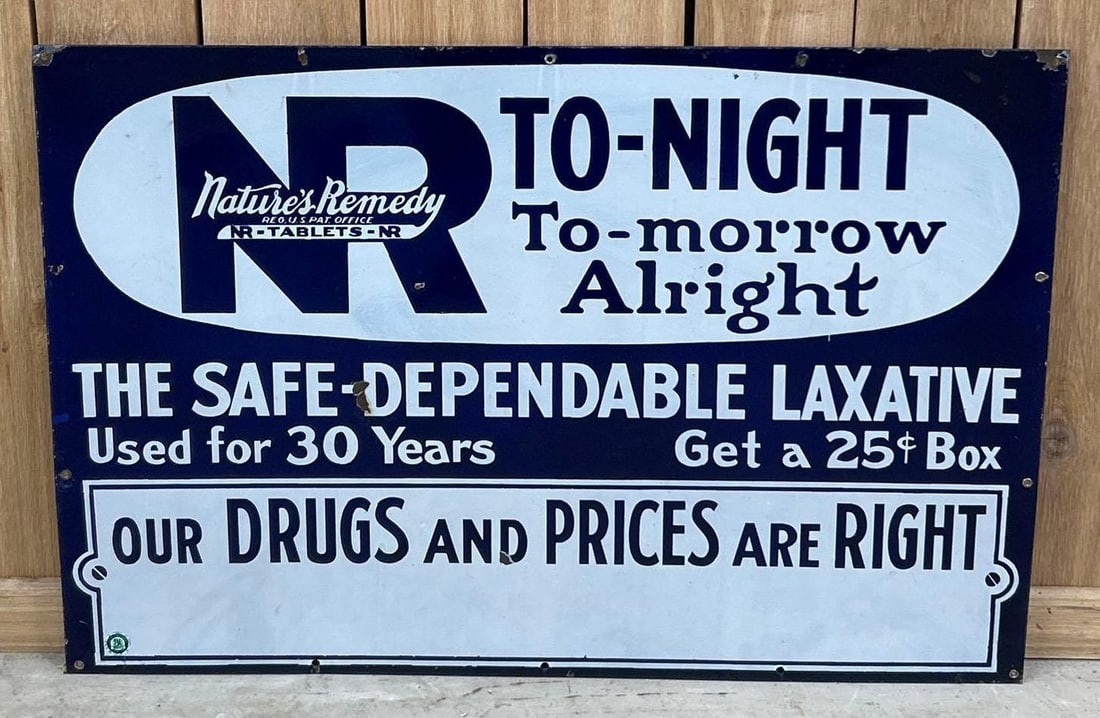 NR
Nature's Remedy
REG. U.S. PAT. OFFICE
NR-TABLETS-NR
TO-NIGHT
To-morrow
Alright
THE SAFE-DEPENDABLE LAXATIVE
Used for 30 Years
Get a 25¢ Box
OUR DRUGS AND PRICES ARE RIGHT